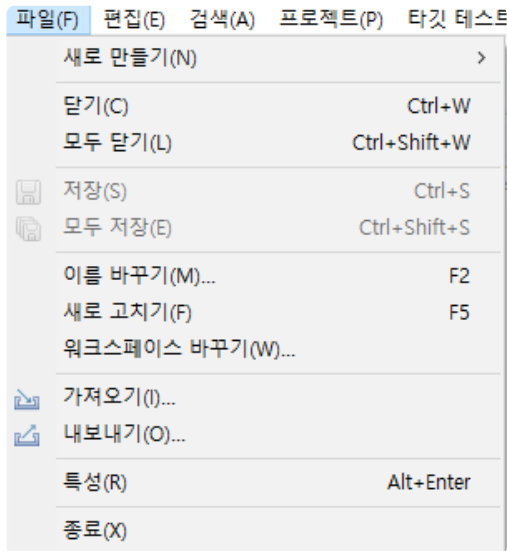 파일(F) 편집(E) 검색(A) 프로젝트(P) 타깃 테스트
새로 만들기(N) >
닫기(C) Ctrl+W
모두 닫기(L) Ctrl+Shift+W
저장(S) Ctrl+S
모두 저장(E) Ctrl+Shift+S
이름 바꾸기(M)... F2
새로 고치기(F) F5
워크스페이스 바꾸기(W)...
가져오기(I)...
내보내기(O)...
특성(R) Alt+Enter
종료(X)